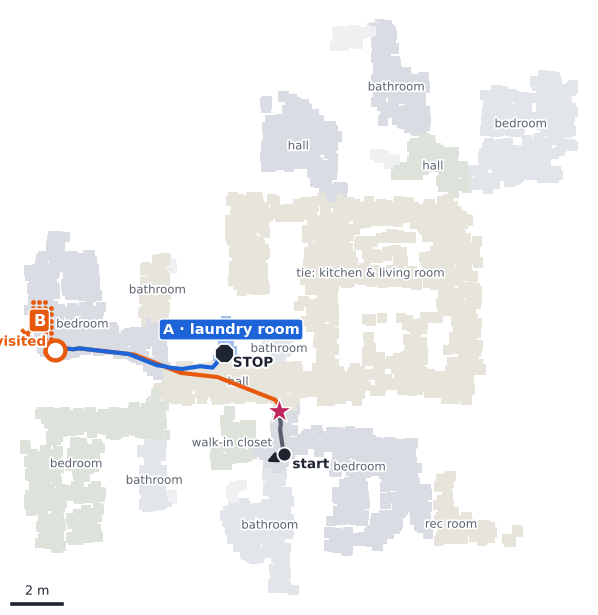 bathroom
bedroom
hall
hall
tie: kitchen & living room
bathroom
B
bedroom
visited
A · laundry room
bathroom
STOP
hall
walk-in closet
start
bedroom
bedroom
bathroom
bathroom
rec room
2 m